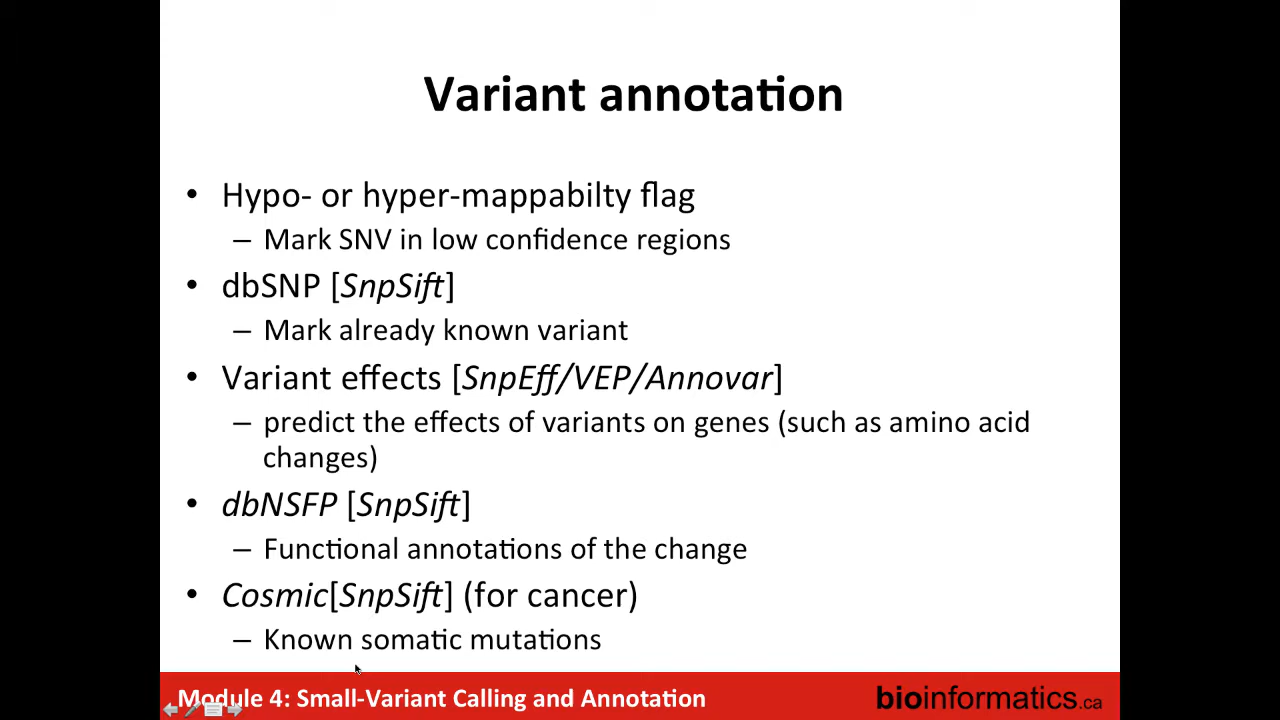 Variant annotation
• Hypo- or hyper-mappabilty flag
– Mark SNV in low confidence regions
• dbSNP [SnpSift]
– Mark already known variant
• Variant effects [SnpEff/VEP/Annovar]
– predict the effects of variants on genes (such as amino acid
changes)
• dbNSFP [SnpSift]
– Functional annotations of the change
• Cosmic[SnpSift] (for cancer)
– Known somatic mutations
Module 4: Small-Variant Calling and Annotation
bioinformatics.ca